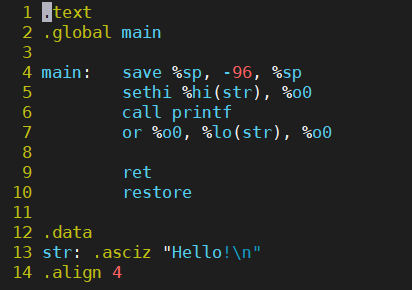 1 .text
2 .global main
3
4 main:   save %sp, -96, %sp
5         sethi %hi(str), %o0
6         call printf
7         or %o0, %lo(str), %o0
8
9         ret
10         restore
11
12 .data
13 str: .asciz "Hello!\n"
14 .align 4